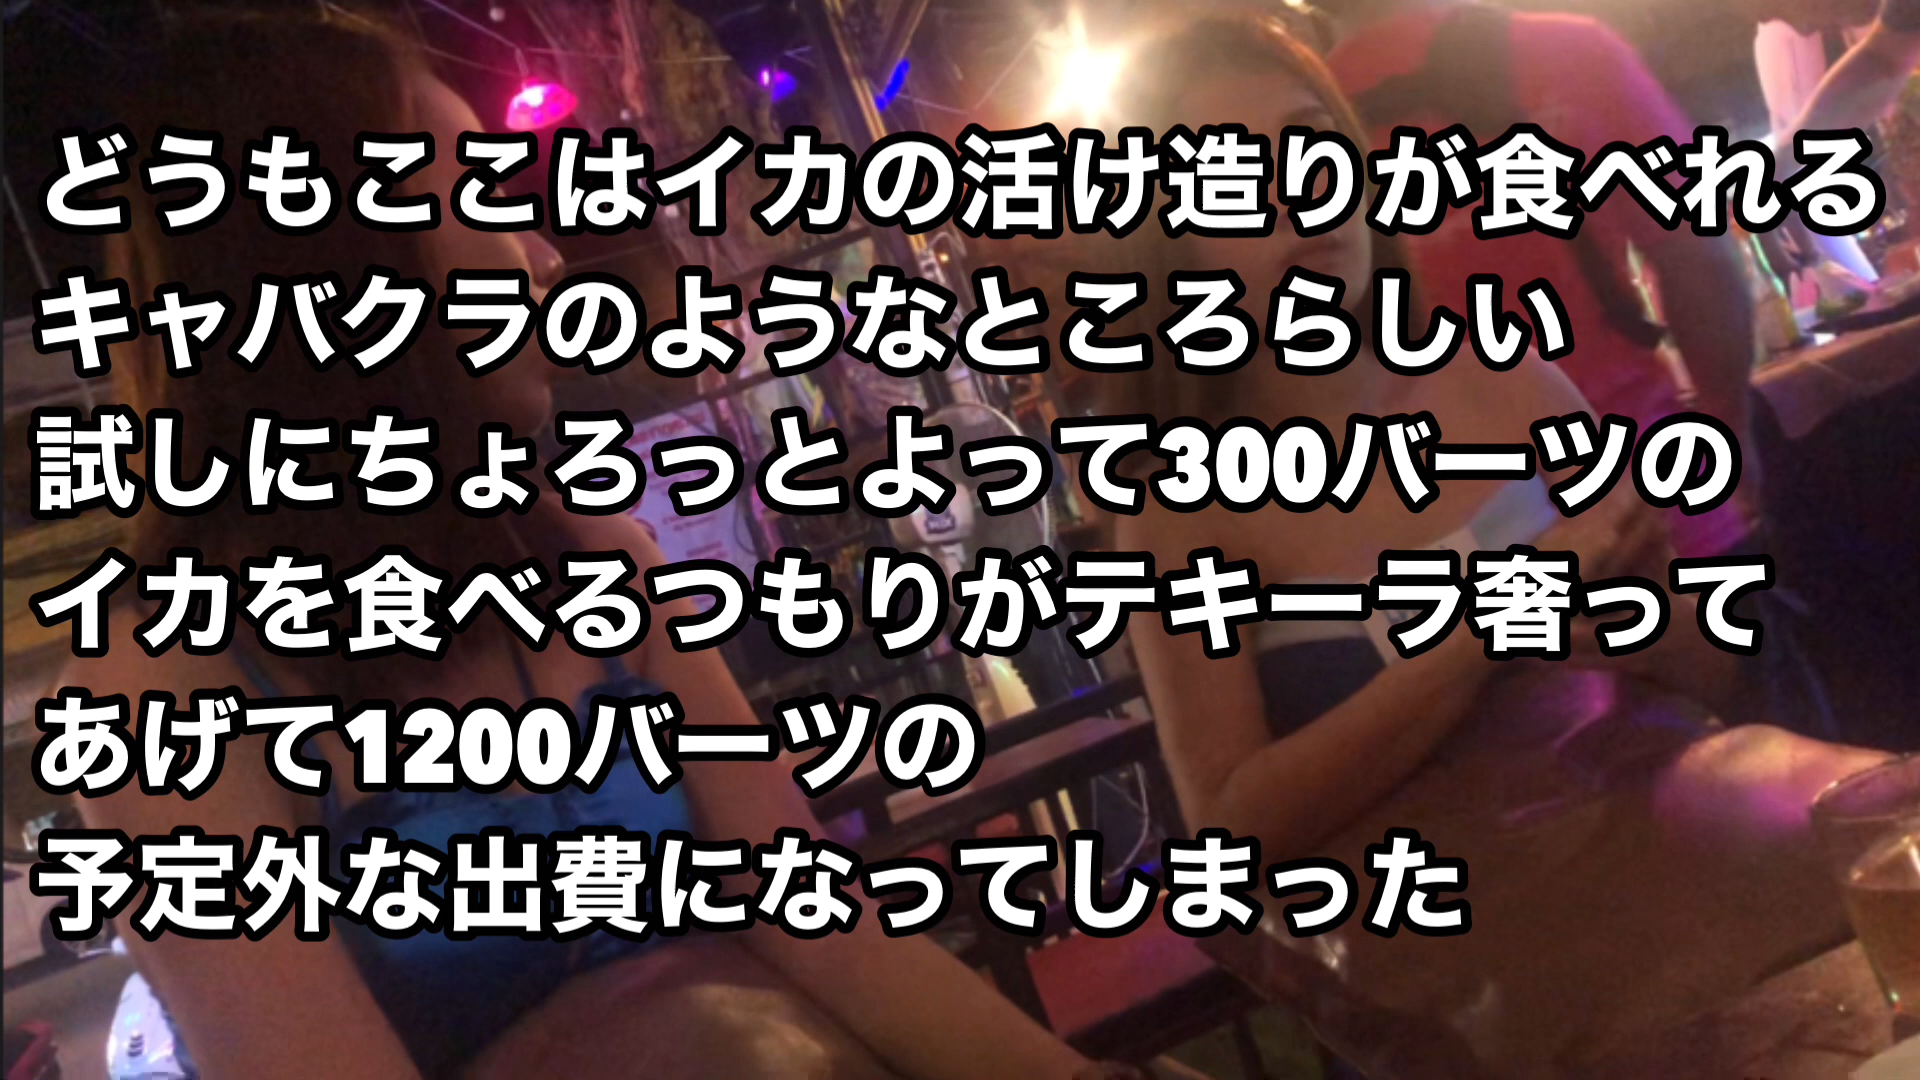 どうもここはイカの活け造りが食べれる
キャバクラのようなところらしい
試しにちょろっとよって300バーツの
イカを食べるつもりがテキーラ奢って
あげて1200バーツの
予定外な出費になってしまった